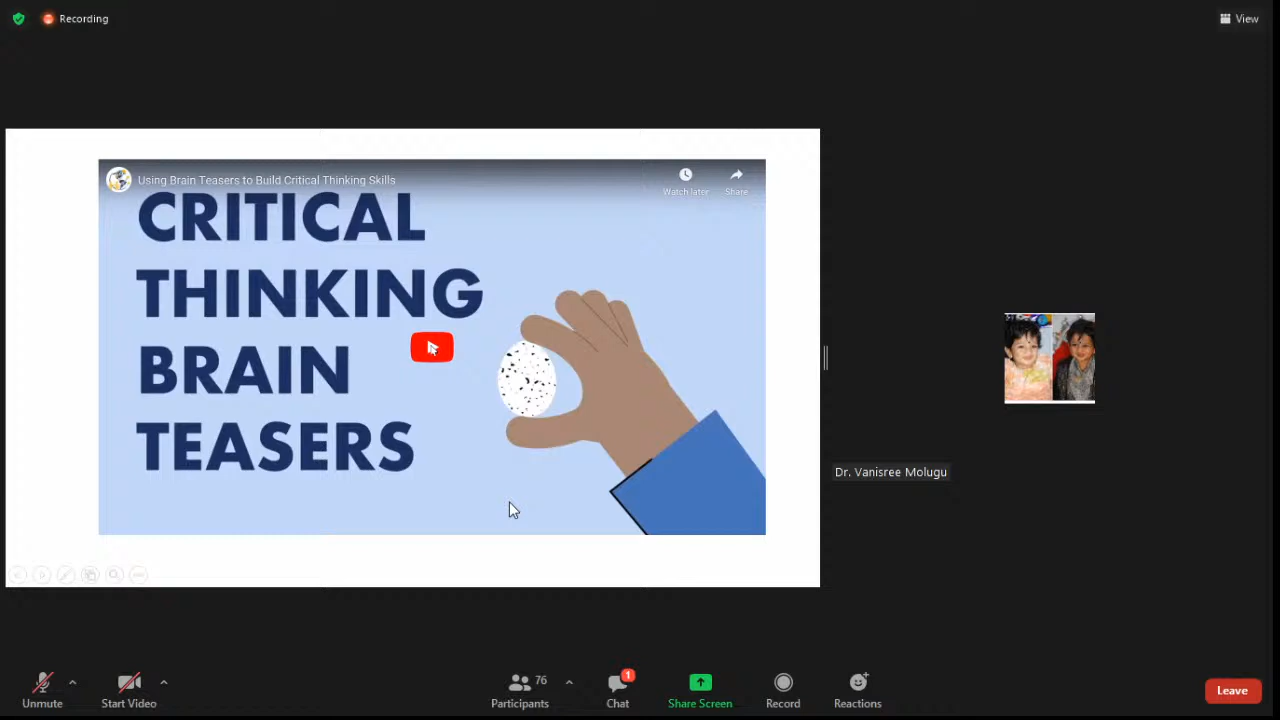 Recording
View
Using Brain Teasers to Build Critical Thinking Skills
Watch later
Share
CRITICAL
THINKING
BRAIN
TEASERS
Dr. Vanisree Molugu
Unmute
Start Video
76
Participants
1
Chat
Share Screen
Record
Reactions
Leave